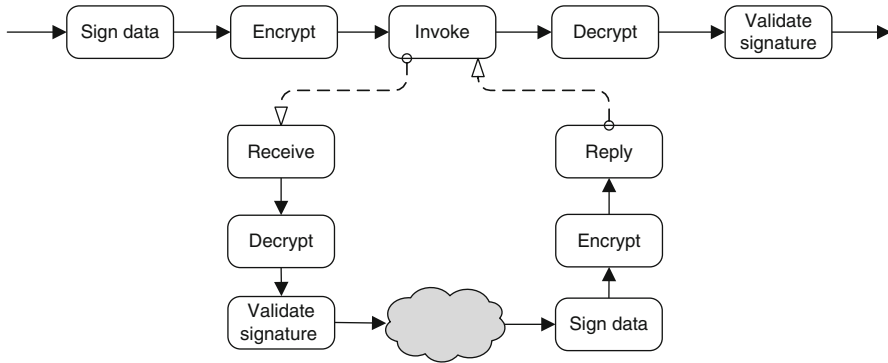 Sign data
Encrypt
Invoke
Decrypt
Validate
signature
Receive
Reply
Decrypt
Encrypt
Validate
signature
Sign data